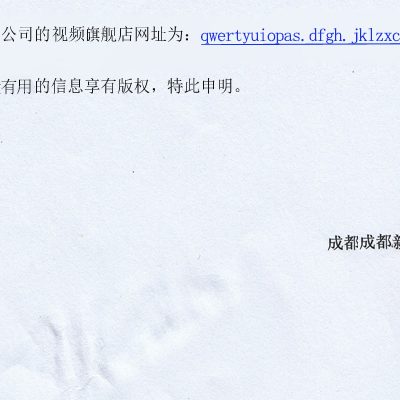 公司的视频旗舰店网址为：qwertyuiopas.dfgh.jklzxc
有用的信息享有版权，特此申明。
成都成都新